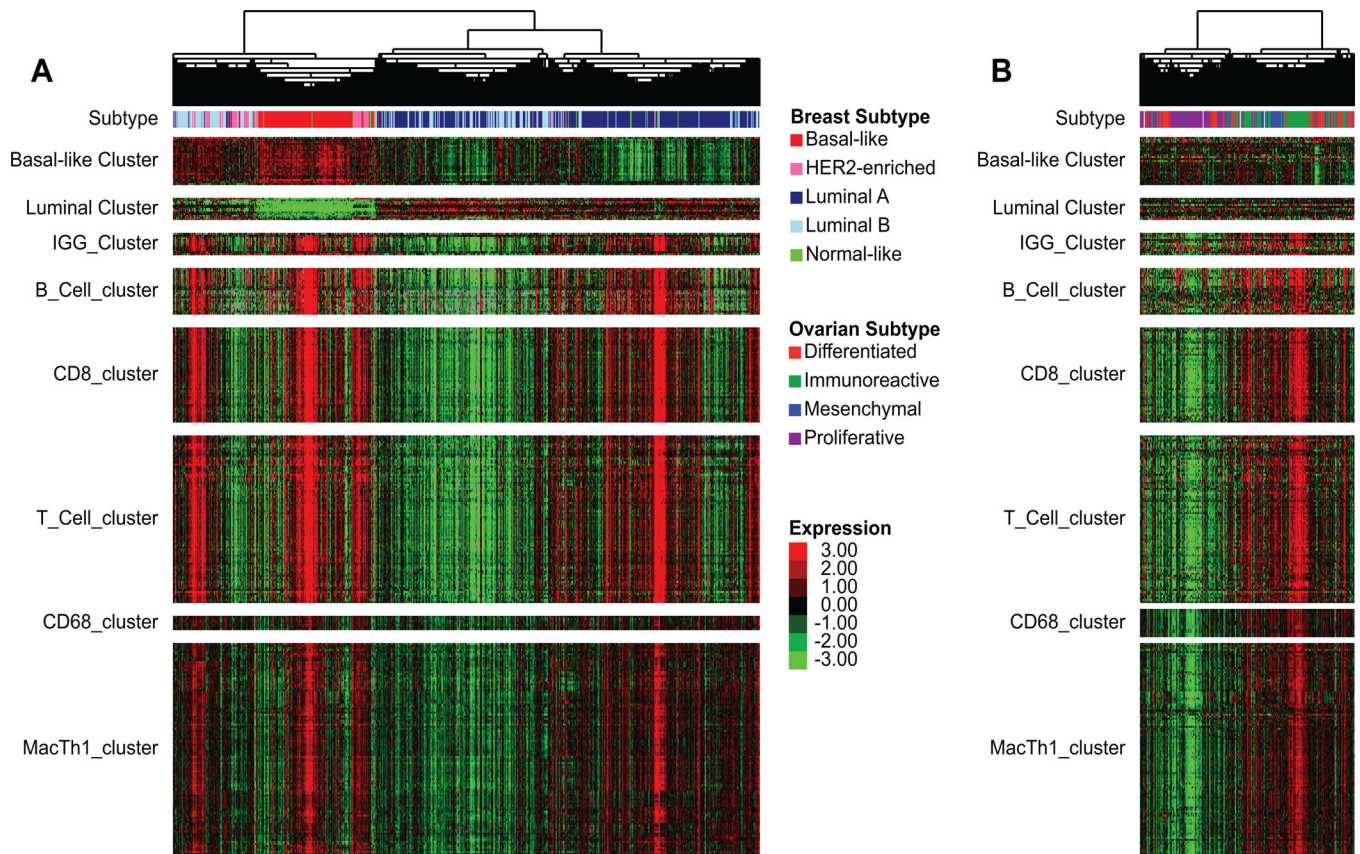 A
Subtype
Basal-like Cluster
Luminal Cluster
IGG_Cluster
B_Cell_cluster
CD8_cluster
T_Cell_cluster
CD68_cluster
MacTh1_cluster
Breast Subtype
Basal-like
HER2-enriched
Luminal A
Luminal B
Normal-like
Ovarian Subtype
Differentiated
Immunoreactive
Mesenchymal
Proliferative
Expression
3.00
2.00
1.00
0.00
-1.00
-2.00
-3.00
B
Subtype
Basal-like Cluster
Luminal Cluster
IGG_Cluster
B_Cell_cluster
CD8_cluster
T_Cell_cluster
CD68_cluster
MacTh1_cluster